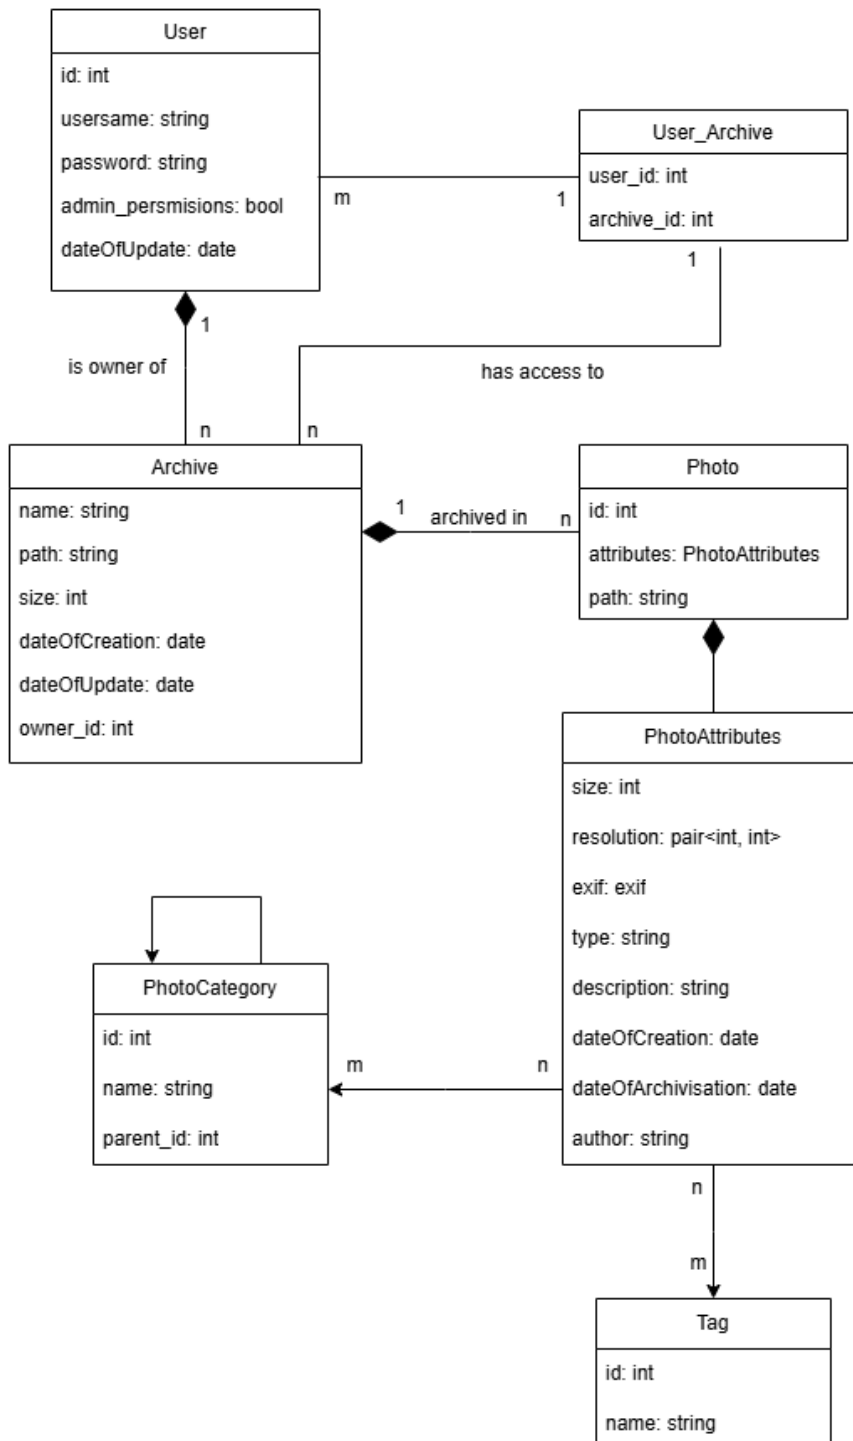 User
id: int
usersame: string
password: string
admin_persmisions: bool
dateOfUpdate: date
User_Archive
user_id: int
archive_id: int
m
1
1
1
is owner of
has access to
n
n
Archive
name: string
path: string
size: int
dateOfCreation: date
dateOfUpdate: date
owner_id: int
1
archived in
n
Photo
id: int
attributes: PhotoAttributes
path: string
PhotoAttributes
size: int
resolution: pair<int, int>
exif: exif
type: string
description: string
dateOfCreation: date
dateOfArchivisation: date
author: string
PhotoCategory
id: int
name: string
parent_id: int
m
n
n
m
Tag
id: int
name: string